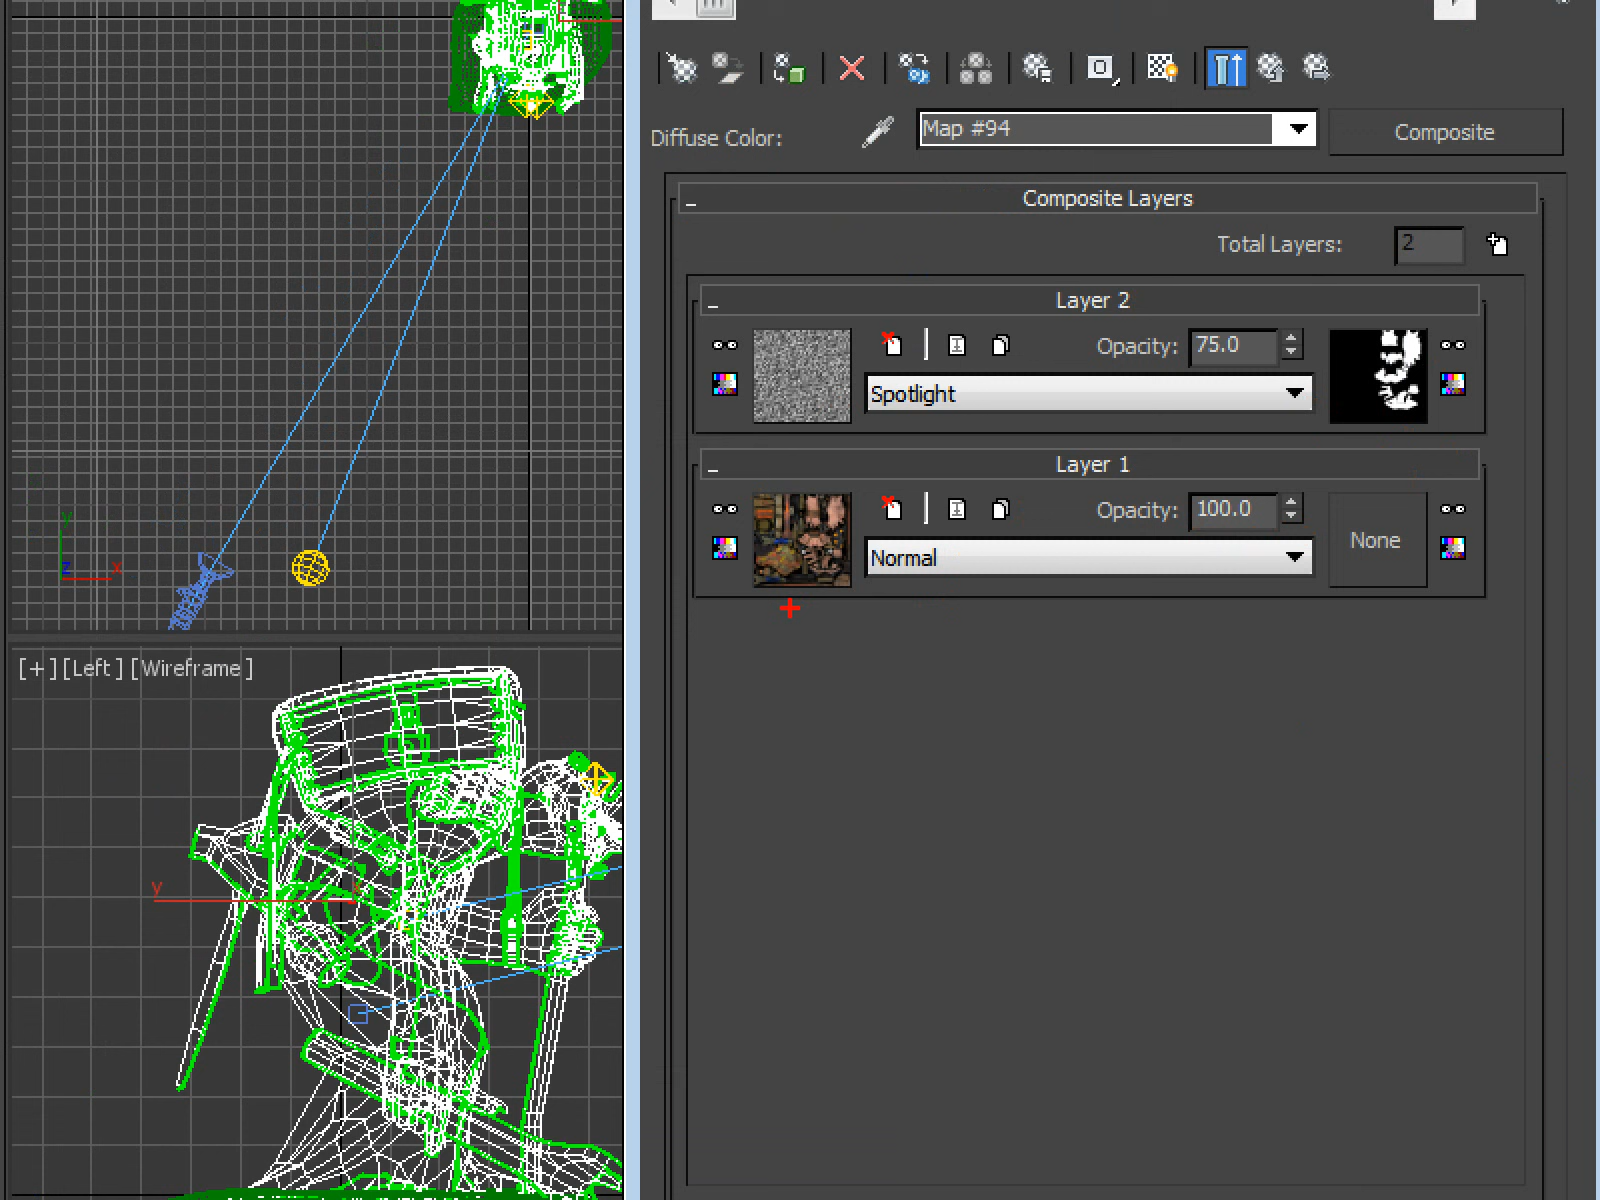 Diffuse Color: Map #94 Composite
Composite Layers
Total Layers: 2
Layer 2
Opacity: 75.0
Spotlight
Layer 1
Opacity: 100.0
Normal
None
y
z x
[+] [Left] [Wireframe]
y